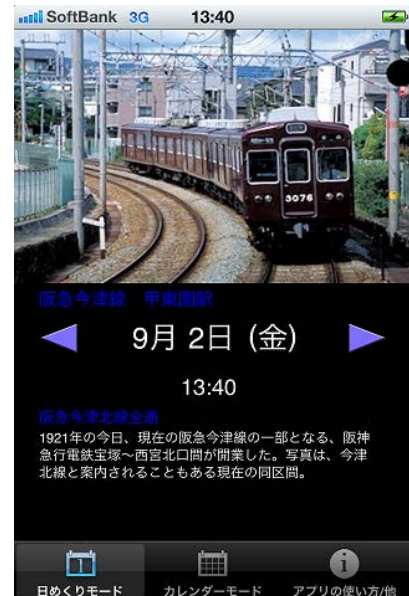 SoftBank 3G 13:40
3076
阪急今津線 甲東園駅
9月 2日 (金)
13:40
阪急今津北線全通
1921年の今日、現在の阪急今津線の一部となる、阪神
急行電鉄宝塚〜西宮北口間が開業した。写真は、今津
北線と案内されることもある現在の同区間。
1
日めくりモード カレンダーモード アプリの使い方/他